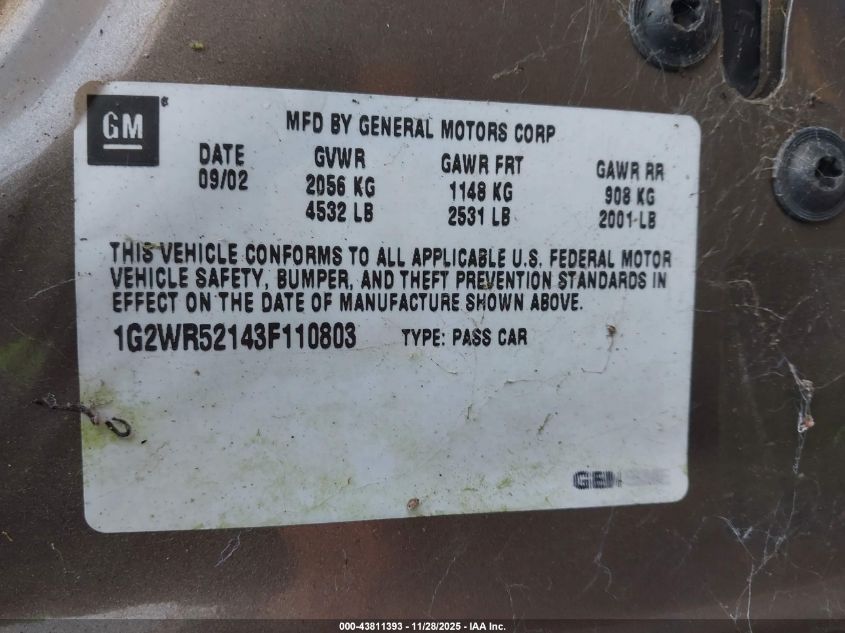 GM
MFD BY GENERAL MOTORS CORP
DATE GVWR GAWR FRT GAWR RR
09/02 2056 KG 1148 KG 908 KG
4532 LB 2531 LB 2001 LB
THIS VEHICLE CONFORMS TO ALL APPLICABLE U.S. FEDERAL MOTOR
VEHICLE SAFETY, BUMPER, AND THEFT PREVENTION STANDARDS IN
EFFECT ON THE DATE OF MANUFACTURE SHOWN ABOVE.
1G2WR52143F110803 TYPE: PASS CAR
000-43811393 | 11/28/2025 | IAA Inc.